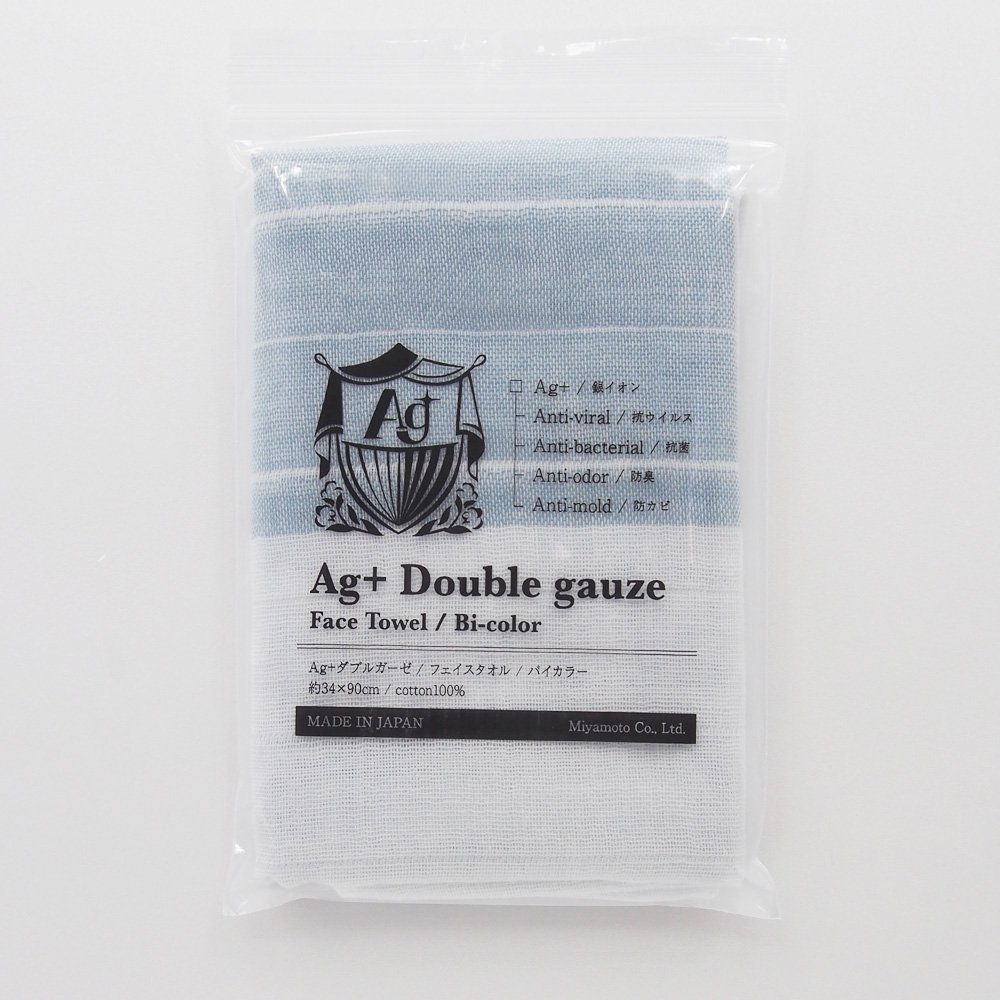 Ag+
□ Ag+ / 銀イオン
Anti-viral / 抗ウイルス
Anti-bacterial / 抗菌
Anti-odor / 防臭
Anti-mold / 防カビ
Ag+ Double gauze
Face Towel / Bi-color
Ag+ダブルガーゼ / フェイスタオル / バイカラー
約34×90cm / cotton100%
MADE IN JAPAN Miyamoto Co., Ltd.